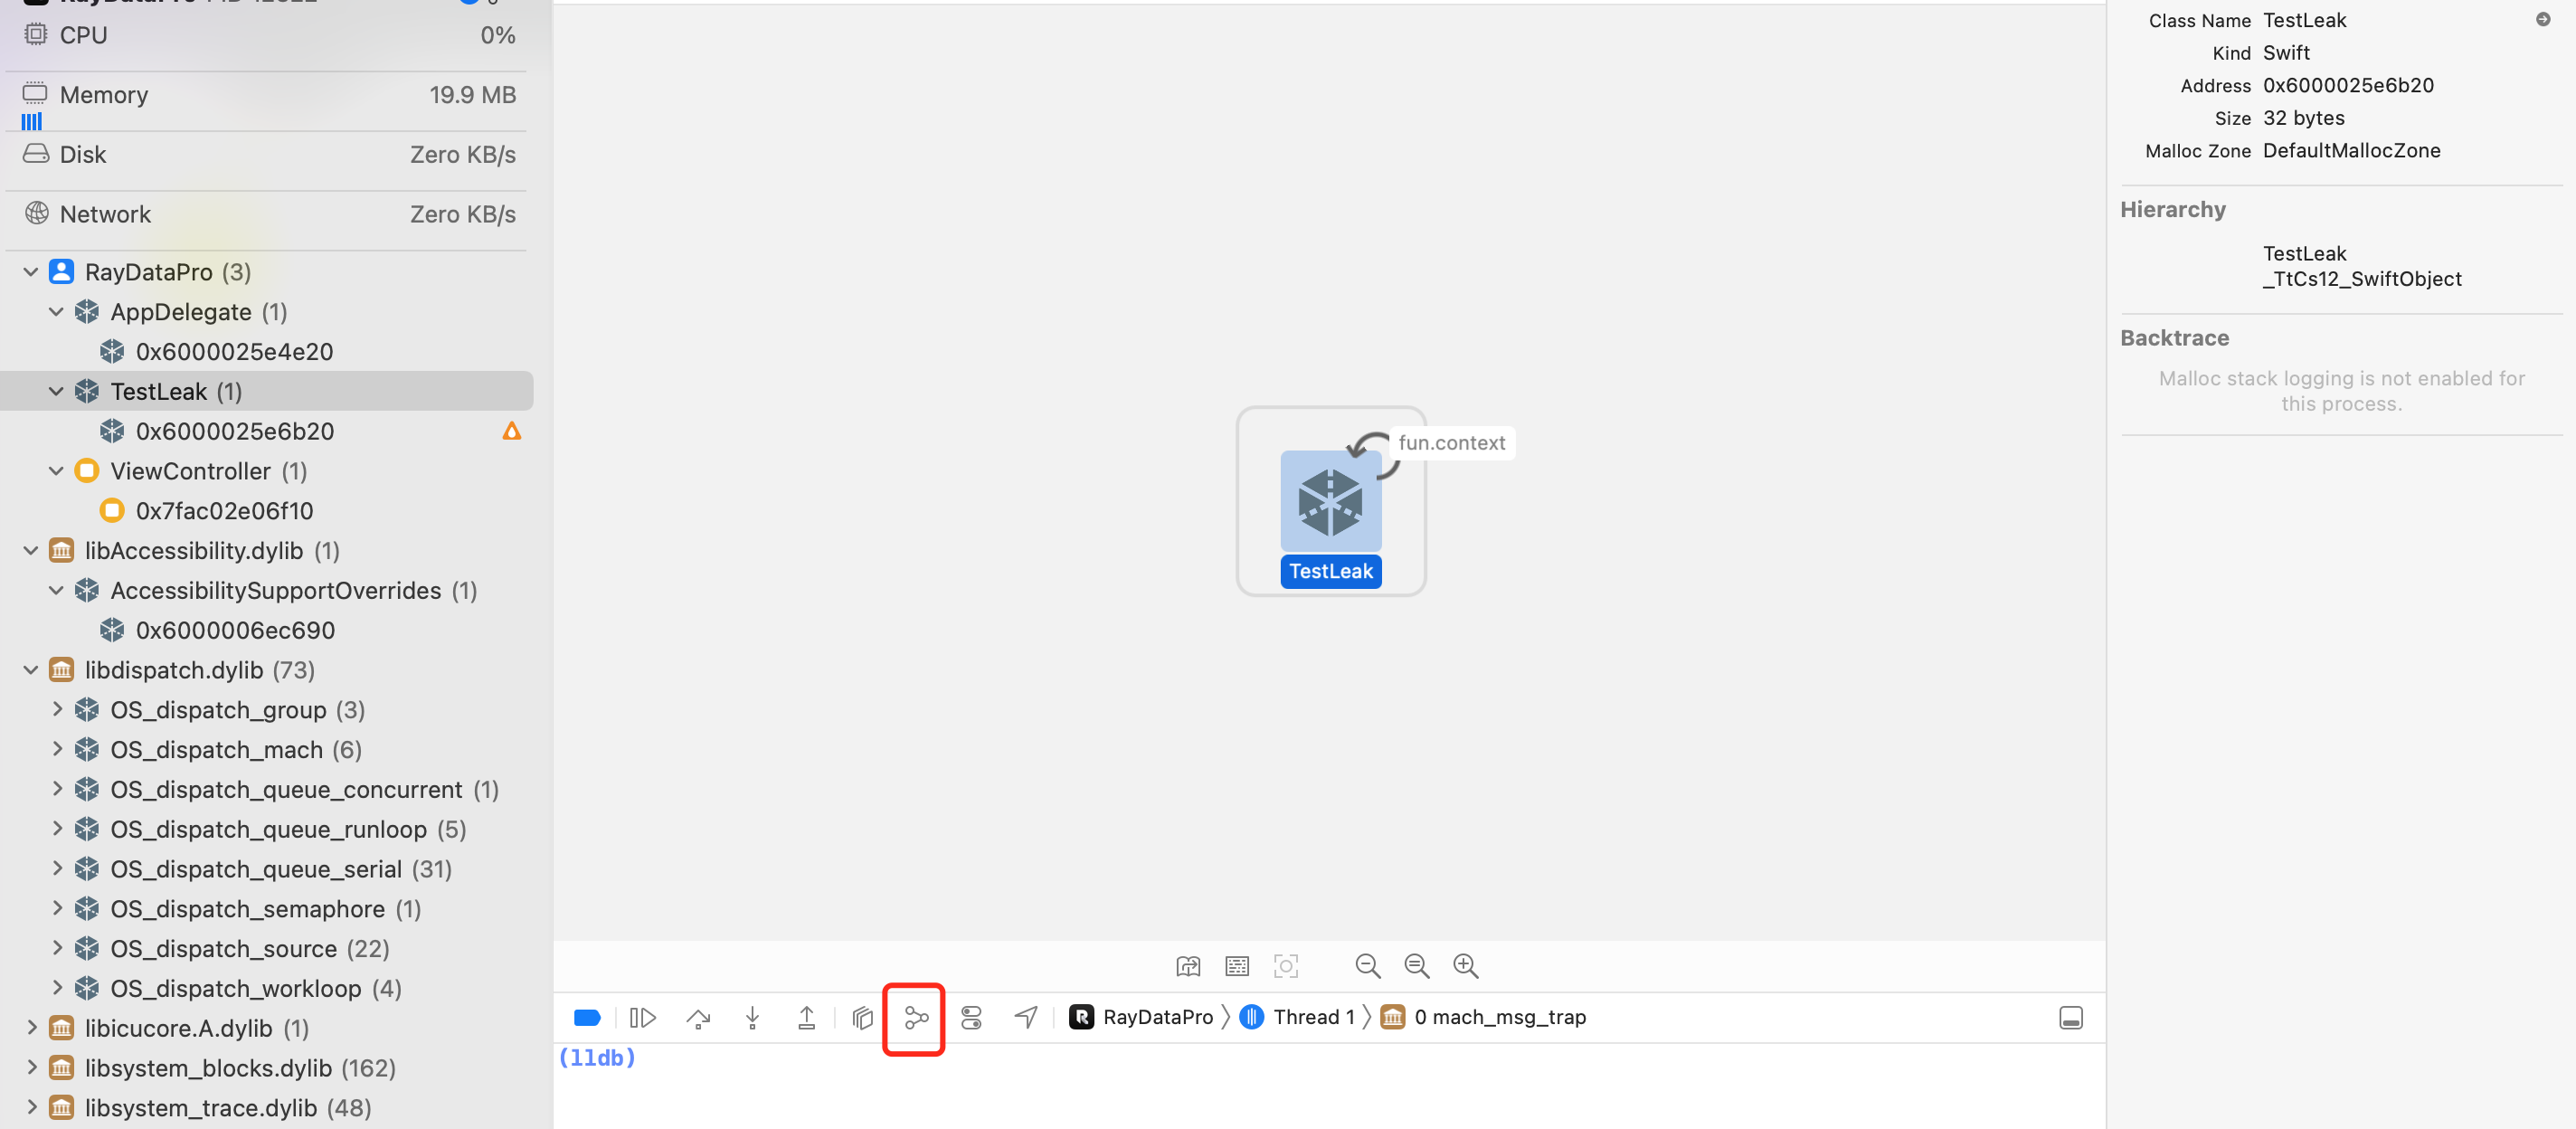 CPU 0%
Memory 19.9 MB
Disk Zero KB/s
Network Zero KB/s
RayDataPro (3)
AppDelegate (1)
0x6000025e4e20
TestLeak (1)
0x6000025e6b20
ViewController (1)
0x7fac02e06f10
libAccessibility.dylib (1)
AccessibilitySupportOverrides (1)
0x6000006ec690
libdispatch.dylib (73)
OS_dispatch_group (3)
OS_dispatch_mach (6)
OS_dispatch_queue_concurrent (1)
OS_dispatch_queue_runloop (5)
OS_dispatch_queue_serial (31)
OS_dispatch_semaphore (1)
OS_dispatch_source (22)
OS_dispatch_workloop (4)
libicucore.A.dylib (1)
libsystem_blocks.dylib (162)
libsystem_trace.dylib (48)
fun.context
TestLeak
RayDataPro Thread 1 0 mach_msg_trap
(lldb)
Class Name TestLeak
Kind Swift
Address 0x6000025e6b20
Size 32 bytes
Malloc Zone DefaultMallocZone
Hierarchy
TestLeak
_TtCs12_SwiftObject
Backtrace
Malloc stack logging is not enabled for
this process.